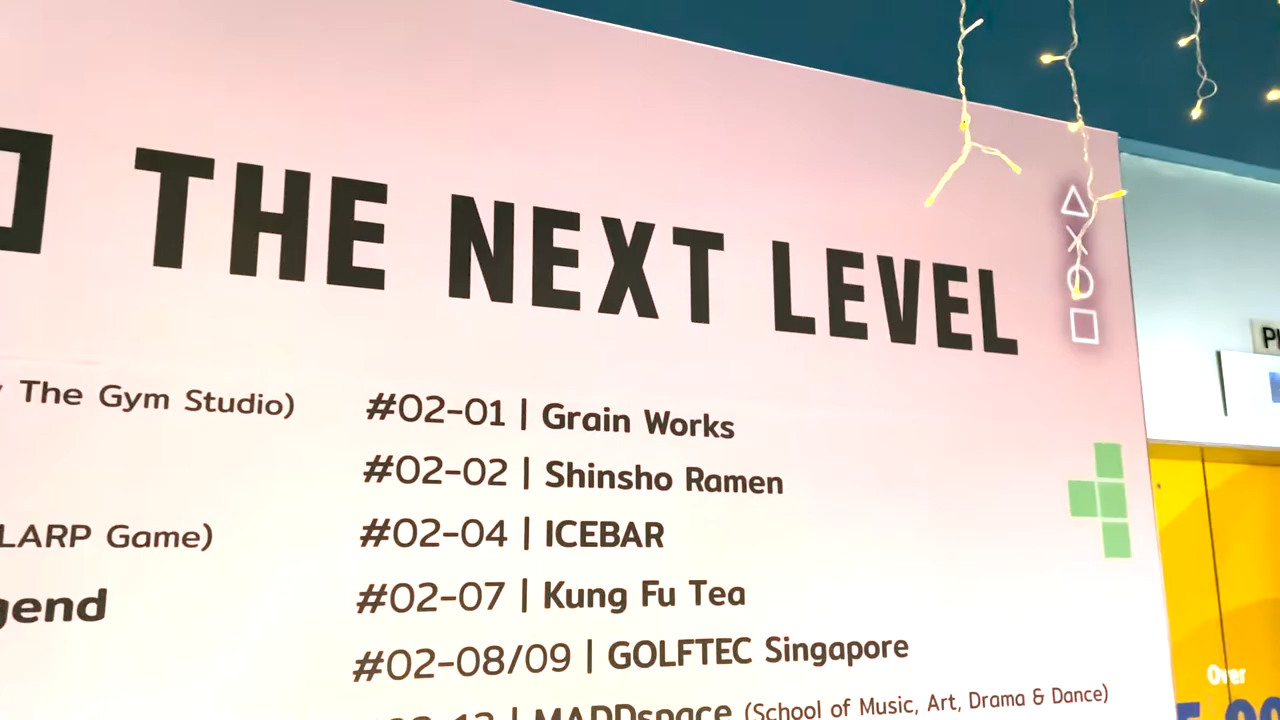 THE NEXT LEVEL
The Gym Studio)
LARP Game)
#02-01 | Grain Works
#02-02 | Shinsho Ramen
#02-04 | ICEBAR
#02-07 | Kung Fu Tea
#02-08/09 | GOLFTEC Singapore
| MADDspace (School of Music, Art, Drama & Dance)
Over